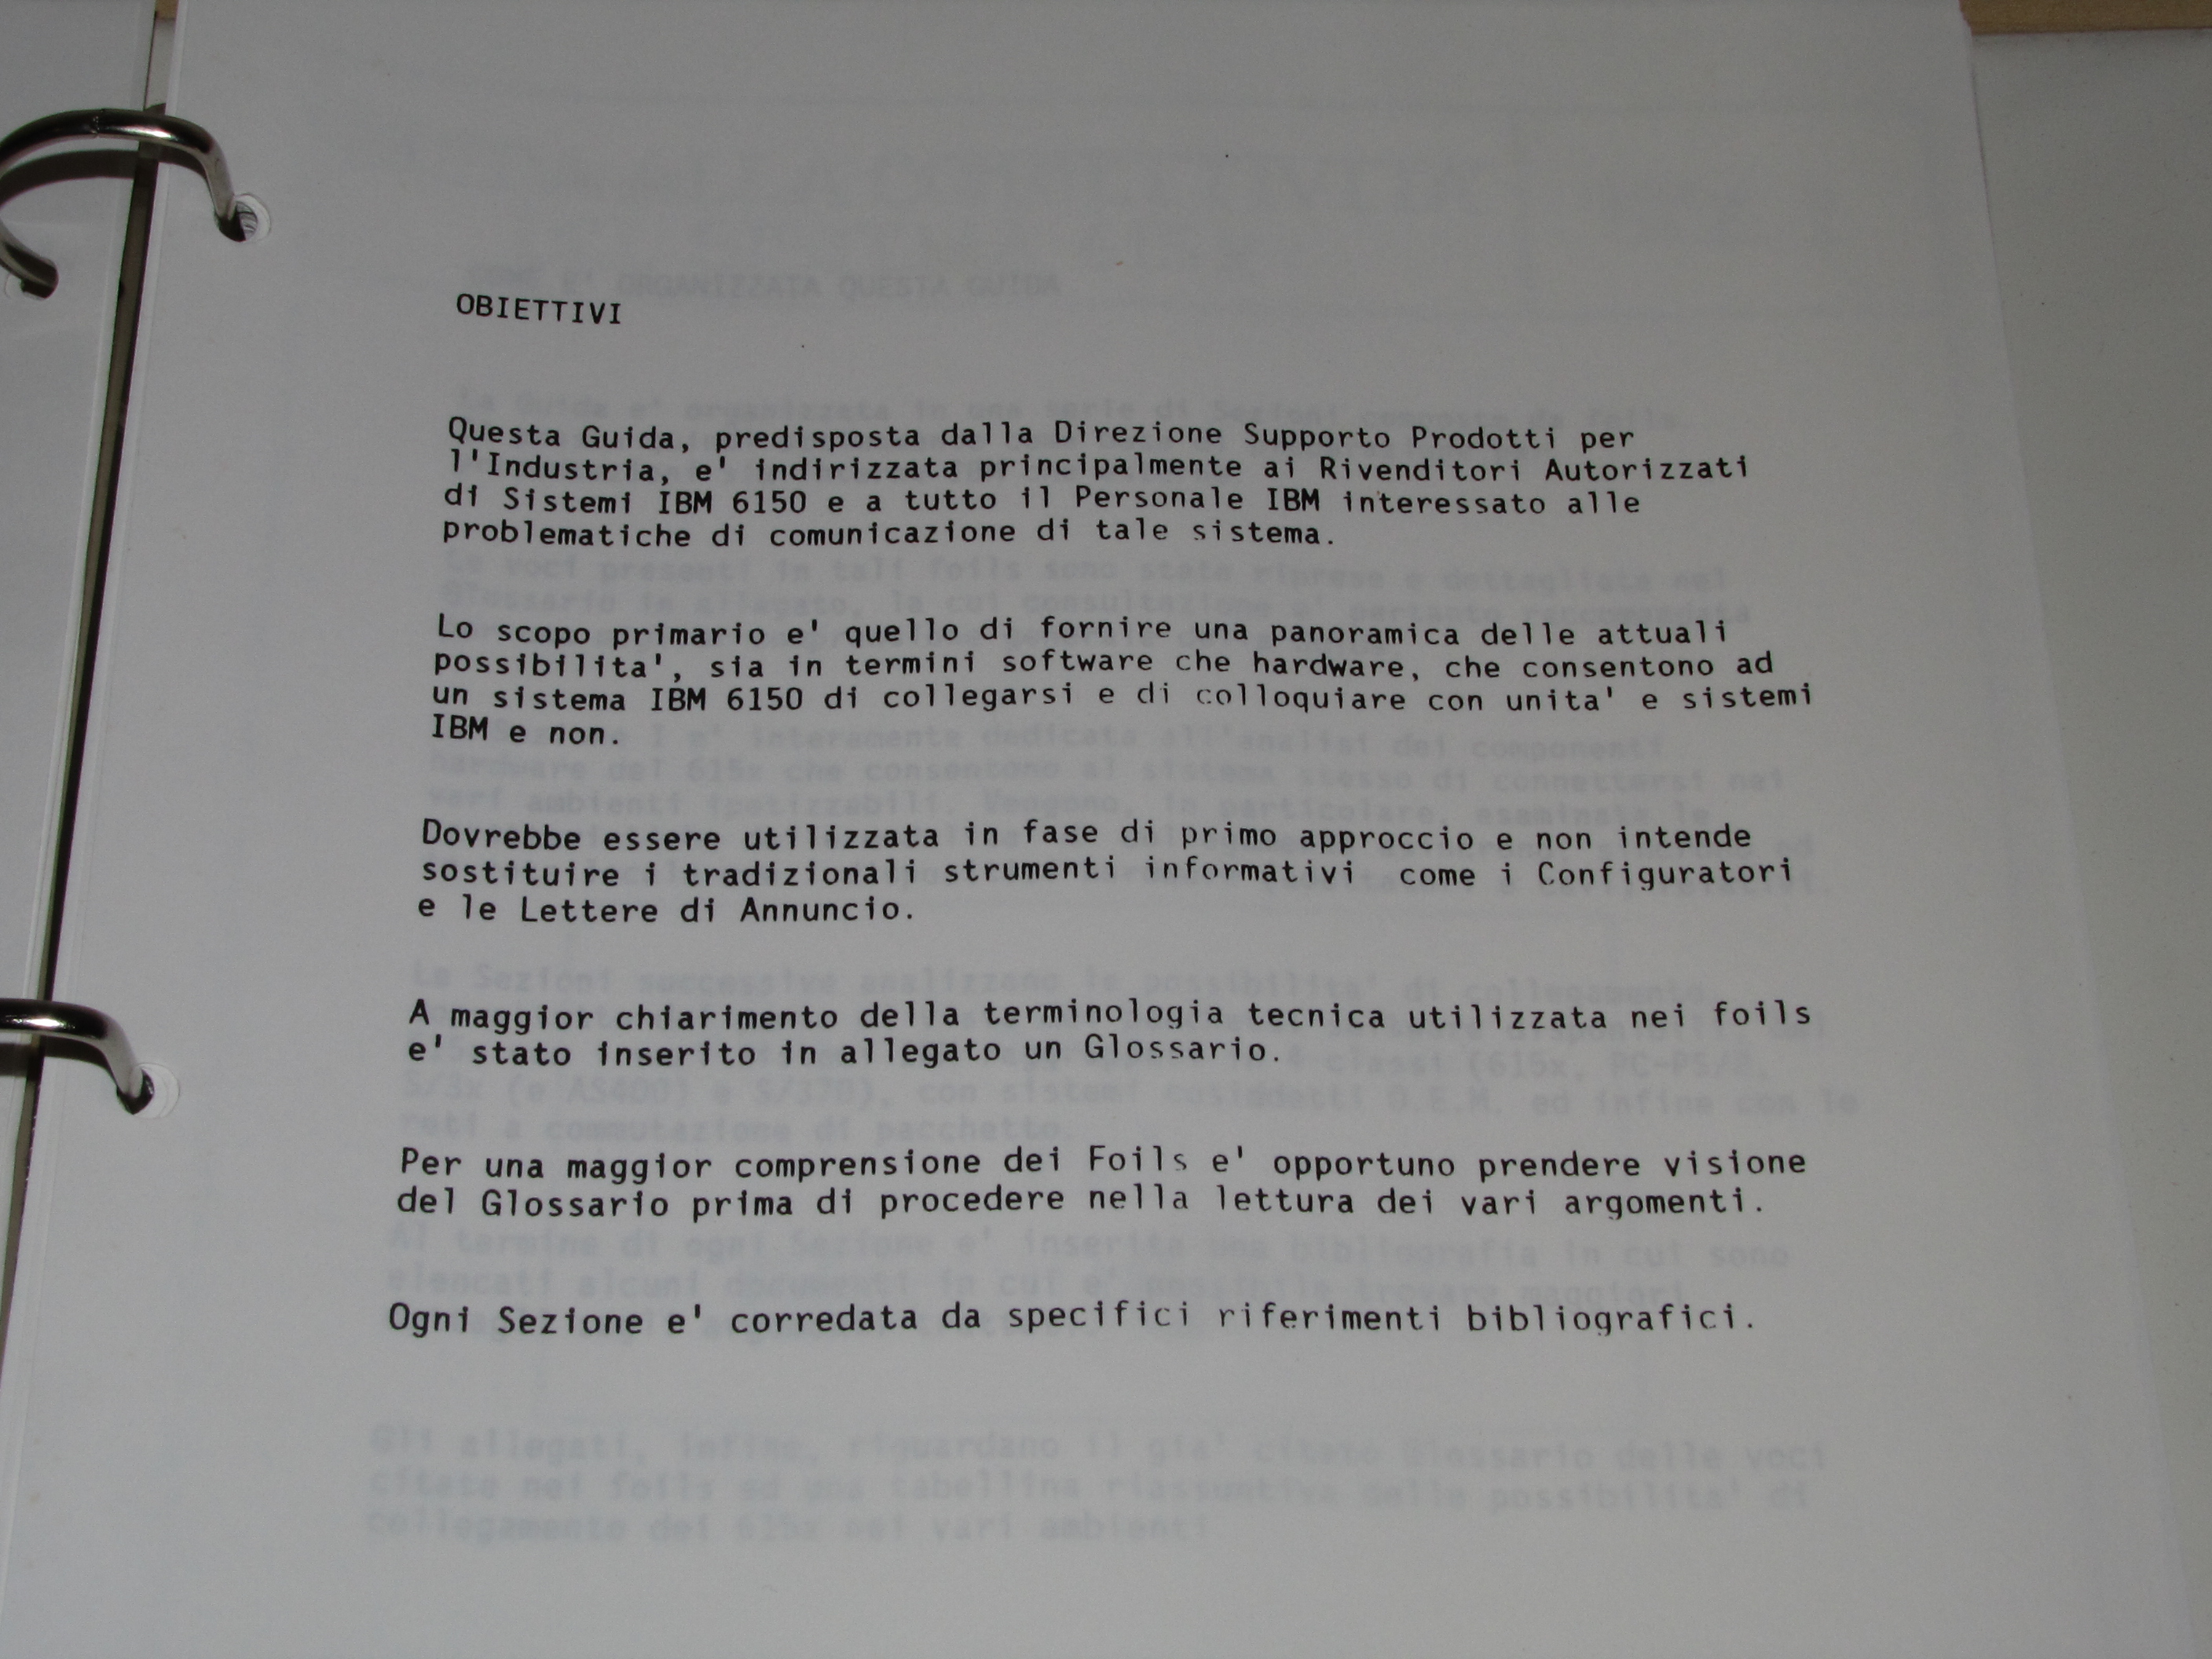 OBIETTIVI
Questa Guida, predisposta dalla Direzione Supporto Prodotti per
l'Industria, e' indirizzata principalmente ai Rivenditori Autorizzati
di Sistemi IBM 6150 e a tutto il Personale IBM interessato alle
problematiche di comunicazione di tale sistema.
Lo scopo primario e' quello di fornire una panoramica delle attuali
possibilita', sia in termini software che hardware, che consentono ad
un sistema IBM 6150 di collegarsi e di colloquiare con unita' e sistemi
IBM e non.
Dovrebbe essere utilizzata in fase di primo approccio e non intende
sostituire i tradizionali strumenti informativi come i Configuratori
e le Lettere di Annuncio.
A maggior chiarimento della terminologia tecnica utilizzata nei foils
e' stato inserito in allegato un Glossario.
Per una maggior comprensione dei Foils e' opportuno prendere visione
del Glossario prima di procedere nella lettura dei vari argomenti.
Ogni Sezione e' corredata da specifici riferimenti bibliografici.